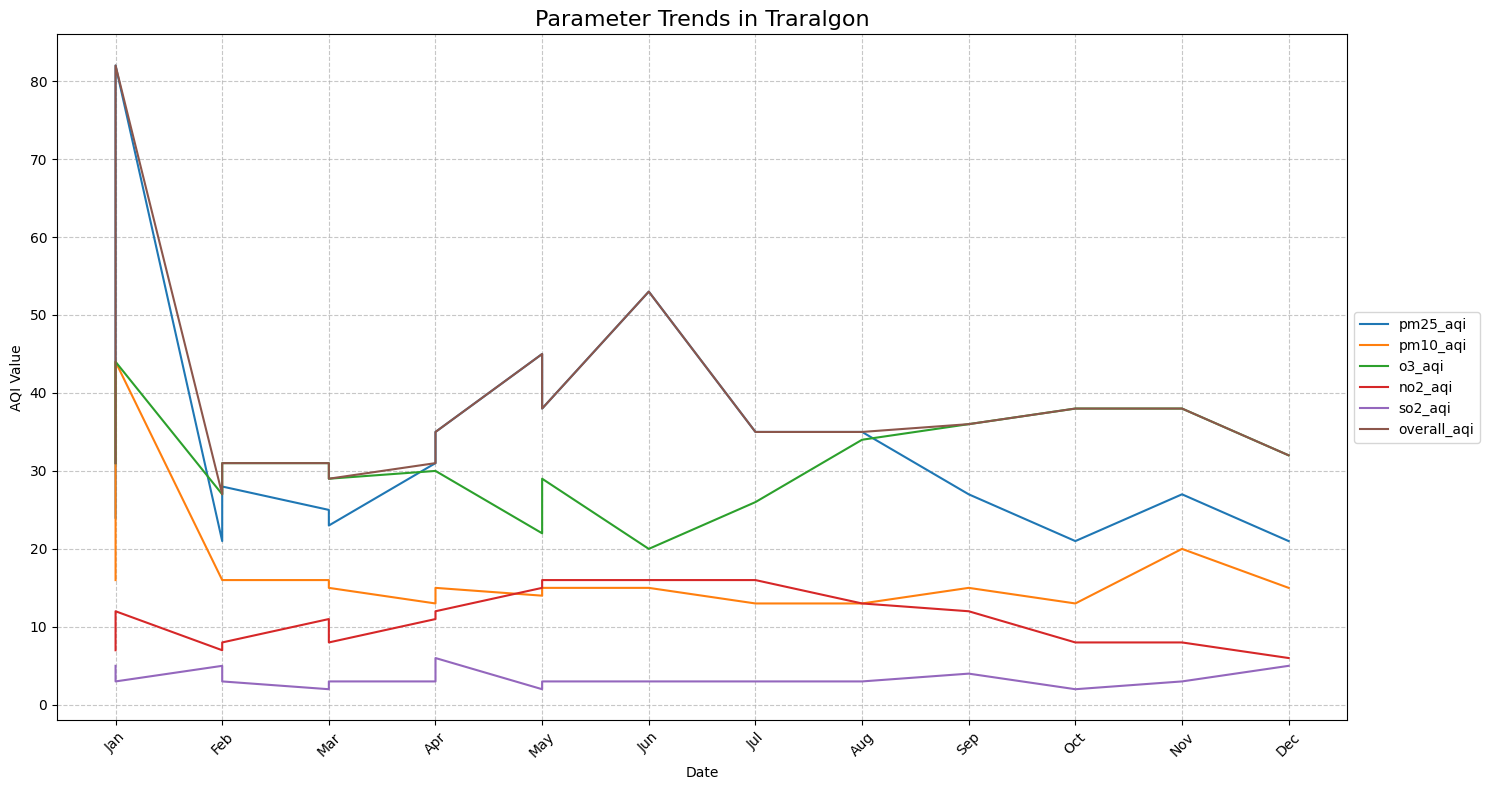 Parameter Trends in Traralgon
AQI Value
80
70
60
50
40
30
20
10
0
Jan
Feb
Mar
Apr
May
Jun
Jul
Aug
Sep
Oct
Nov
Dec
Date
pm25_aqi
pm10_aqi
o3_aqi
no2_aqi
so2_aqi
overall_aqi